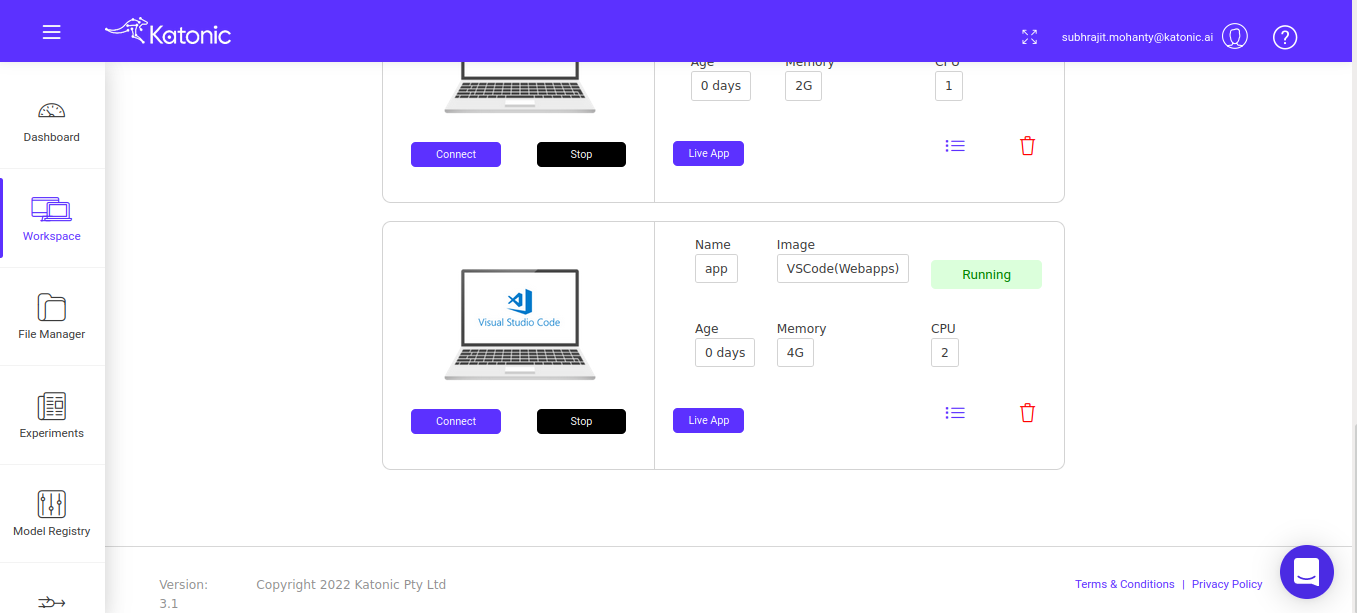 Katonic
subhrajit.mohanty@katonic.ai
?
Dashboard
Workspace
File Manager
Experiments
Model Registry
Age
Memory
CPU
0 days
2G
1
Connect
Stop
Live App
Visual Studio Code
Connect
Stop
Name
Image
app
VSCode(Webapps)
Running
Age
Memory
CPU
0 days
4G
2
Live App
Version:
3.1
Copyright 2022 Katonic Pty Ltd
Terms & Conditions | Privacy Policy